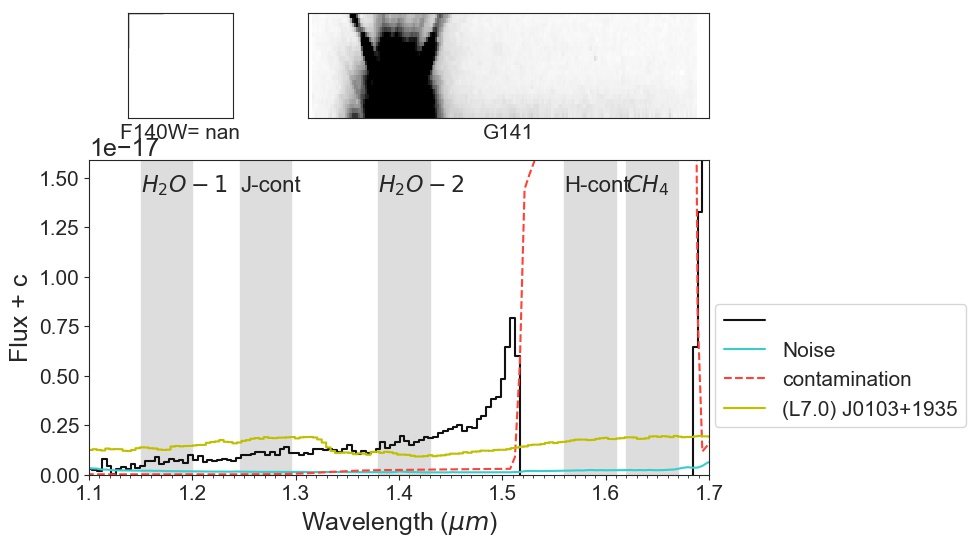 F140W= nan
G141
1e−17
H₂O − 1
J-cont
H₂O − 2
H-cont
CH₄
1.50
1.25
1.00
0.75
0.50
0.25
0.00
Flux + c
1.1
1.2
1.3
1.4
1.5
1.6
1.7
Wavelength (μm)
Noise
contamination
(L7.0) J0103+1935